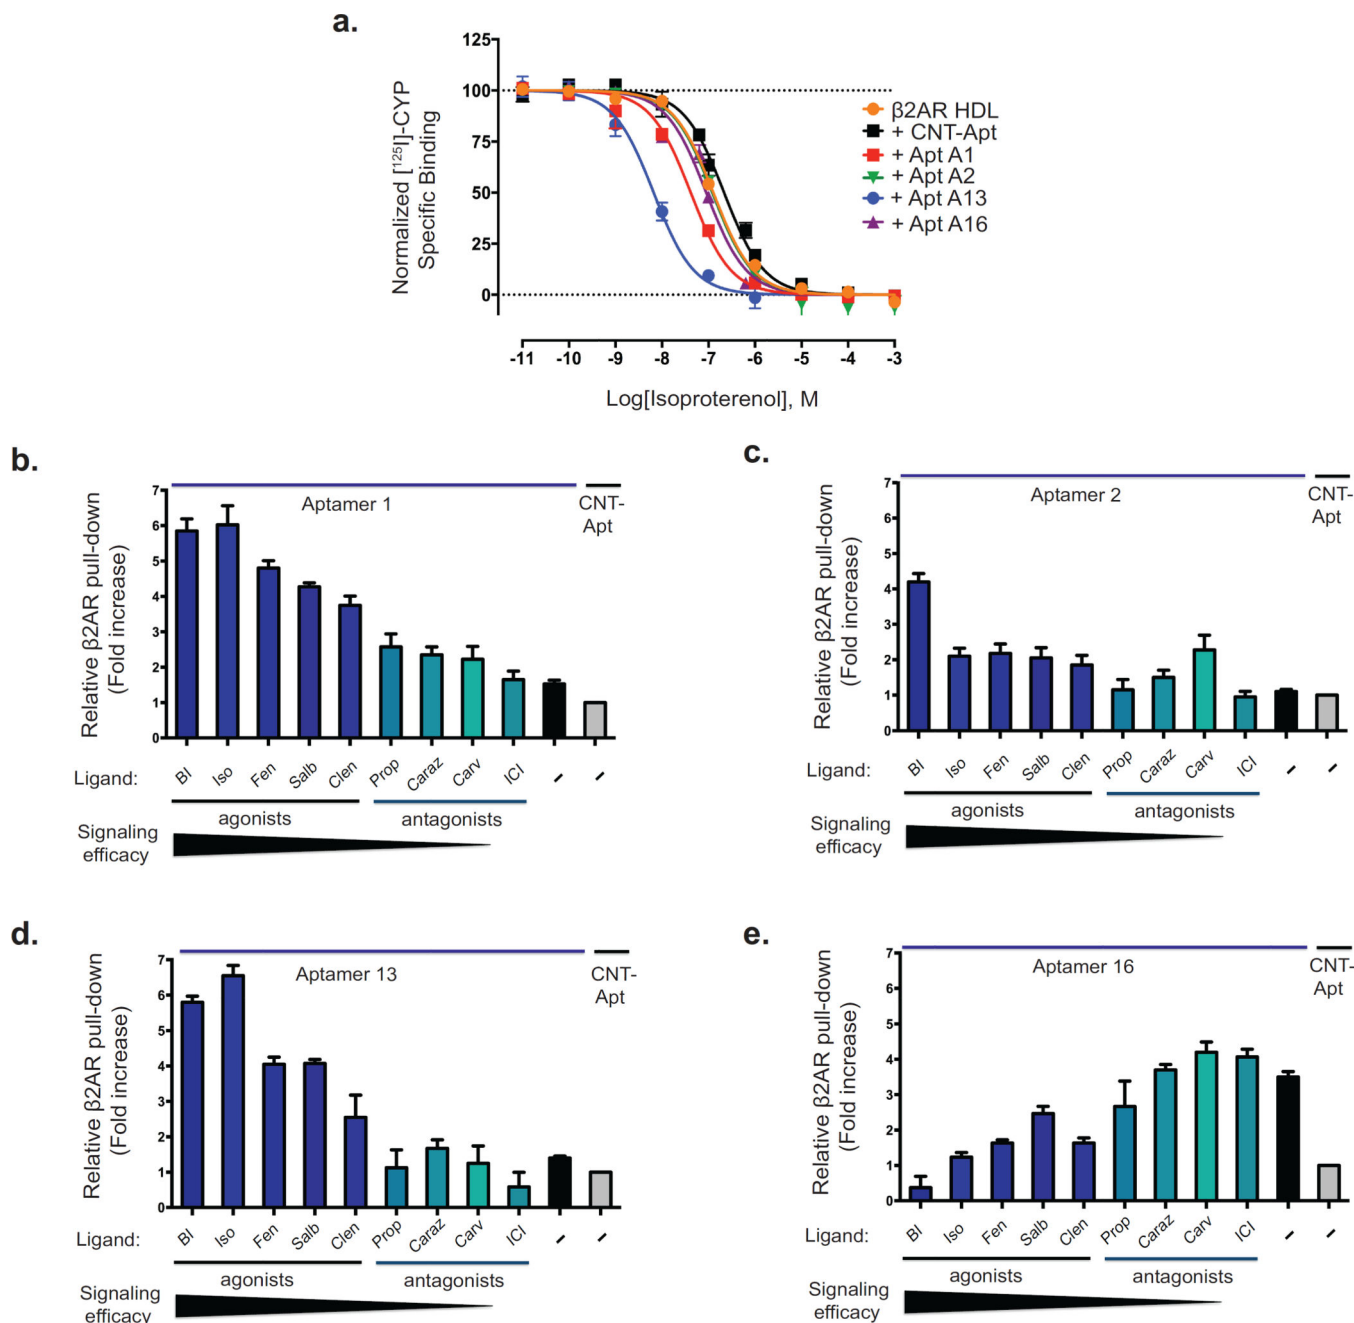 a.
Normalized [¹²⁵I]-CYP
Specific Binding
125
100
75
50
25
0
-11 -10 -9 -8 -7 -6 -5 -4 -3
Log[Isoproterenol], M
β2AR HDL
+ CNT-Apt
+ Apt A1
+ Apt A2
+ Apt A13
+ Apt A16
b.
Aptamer 1
CNT-
Apt
Relative β2AR pull-down
(Fold increase)
7
6
5
4
3
2
1
0
Ligand: BI Iso Fen Salb Clen Prop Caraz Carv ICI - -
agonists antagonists
Signaling
efficacy
c.
Aptamer 2
CNT-
Apt
Relative β2AR pull-down
(Fold increase)
7
6
5
4
3
2
1
0
Ligand: BI Iso Fen Salb Clen Prop Caraz Carv ICI - -
agonists antagonists
Signaling
efficacy
d.
Aptamer 13
CNT-
Apt
Relative β2AR pull-down
(Fold increase)
7
6
5
4
3
2
1
0
Ligand: BI Iso Fen Salb Clen Prop Caraz Carv ICI - -
agonists antagonists
Signaling
efficacy
e.
Aptamer 16
CNT-
Apt
Relative β2AR pull-down
(Fold increase)
7
6
5
4
3
2
1
0
Ligand: BI Iso Fen Salb Clen Prop Caraz Carv ICI - -
agonists antagonists
Signaling
efficacy